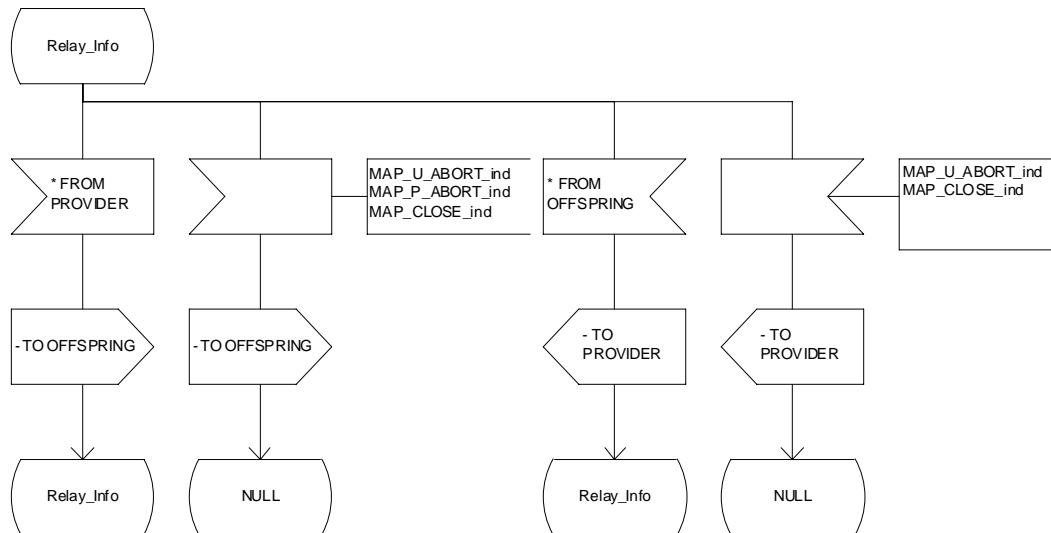 Relay_Info
* FROM
PROVIDER
MAP_U_ABORT_ind
MAP_P_ABORT_ind
MAP_CLOSE_ind
* FROM
OFFSPRING
MAP_U_ABORT_ind
MAP_CLOSE_ind
- TO OFFSPRING
- TO OFFSPRING
- TO
PROVIDER
- TO
PROVIDER
Relay_Info
NULL
Relay_Info
NULL